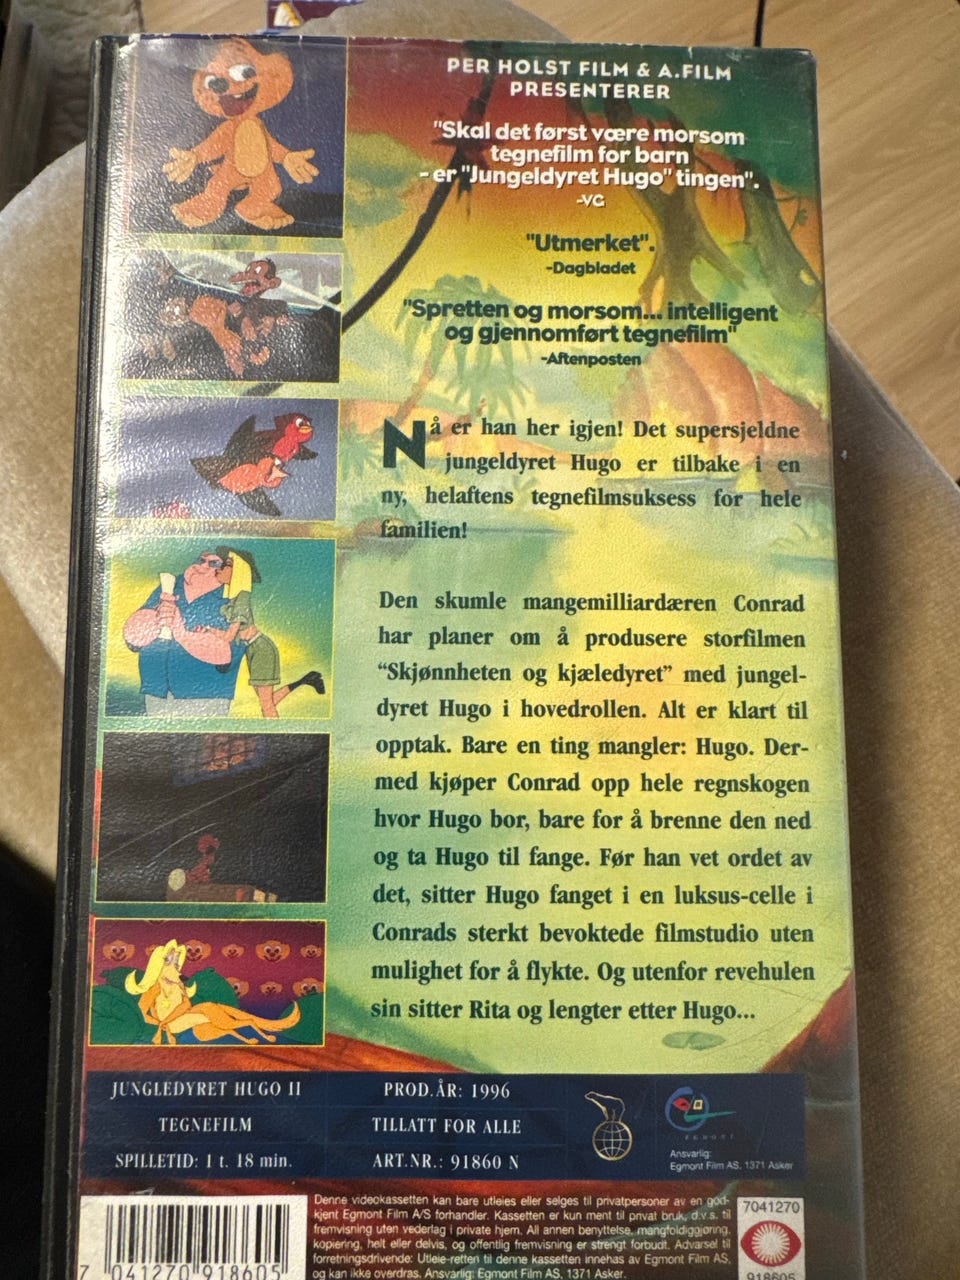 PER HOLST FILM & A.FILM
PRESENTERER
"Skal det først være morsom
tegnefilm for barn
- er "Jungeldyret Hugo" tingen".
-VG
"Utmerket".
-Dagbladet
"Spretten og morsom... intelligent
og gjennomført tegnefilm"
-Aftenposten
Nå er han her igjen! Det supersjeldne
jungeldyret Hugo er tilbake i en
ny, helaftens tegnefilmsuksess for hele
familien!
Den skumle mangemilliardæren Conrad
har planer om å produsere storfilmen
“Skjønnheten og kjæledyret” med jungel-
dyret Hugo i hovedrollen. Alt er klart til
opptak. Bare en ting mangler: Hugo. Der-
med kjøper Conrad opp hele regnskogen
hvor Hugo bor, bare for å brenne den ned
og ta Hugo til fange. Før han vet ordet av
det, sitter Hugo fanget i en luksus-celle i
Conrads sterkt bevoktede filmstudio uten
mulighet for å flykte. Og utenfor revehulen
sin sitter Rita og lengter etter Hugo...
JUNGLEDYRET HUGO II
TEGNEFILM
SPILLETID: 1 t. 18 min.
PROD.ÅR: 1996
TILLATT FOR ALLE
ART.NR.: 91860 N
EGMONT
Ansvarlig:
Egmont Film AS, 1371 Asker
Denne videokassetten kan bare utleies eller selges til privatpersoner av en god-
kjent Egmont Film A/S forhandler. Kassetten er kun ment til privat bruk, d.v.s. til
fremvisning uten vederlag i private hjem. All annen benyttelse, mangfoldiggjøring,
kopiering, helt eller delvis, og offentlig fremvisning er strengt forbudt. Advarsel til
forretningsdrivende: Utleie-retten til denne kassetten innehas av Egmont Film AS,
og kan ikke overdras. Ansvarlig: Egmont Film AS, 1371 Asker.
7 041270 918605
7041270
918605